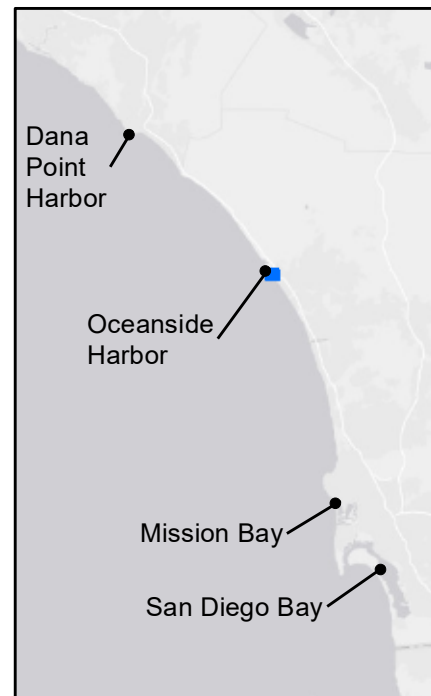 Dana
Point
Harbor
Oceanside
Harbor
Mission Bay
San Diego Bay